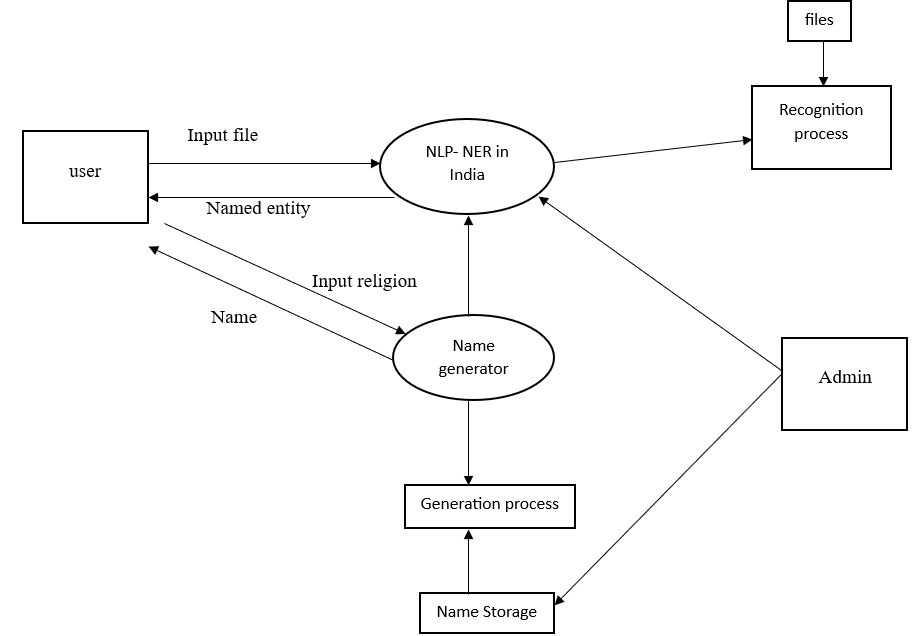 files
Recognition
process
Input file
NLP- NER in
India
user
Named entity
Input religion
Name
Name
generator
Admin
Generation process
Name Storage